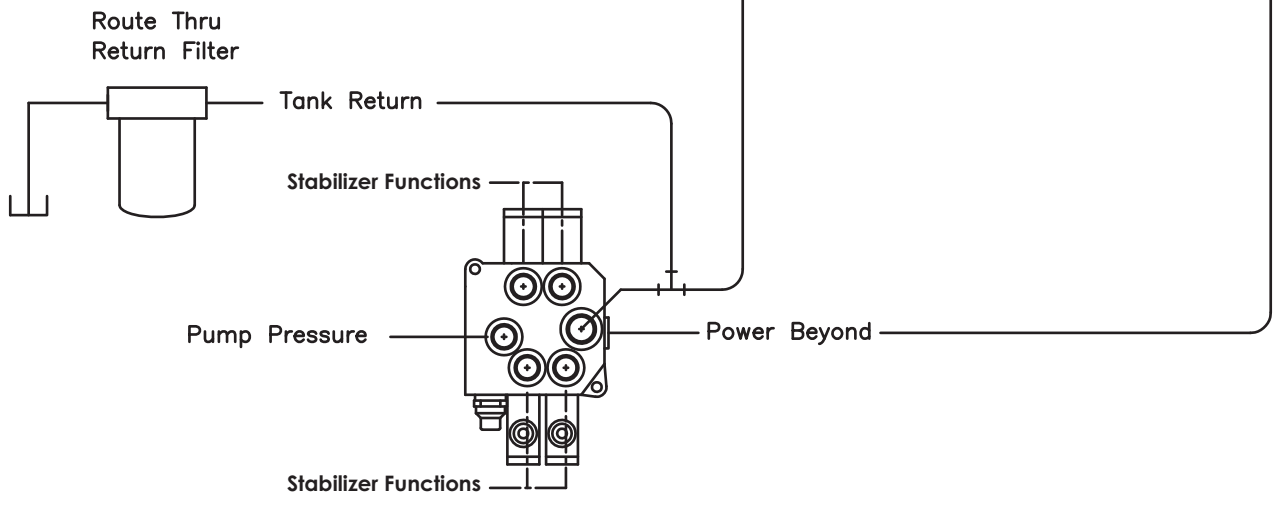 Route Thru
Return Filter
Tank Return
Stabilizer Functions
Pump Pressure
Power Beyond
Stabilizer Functions